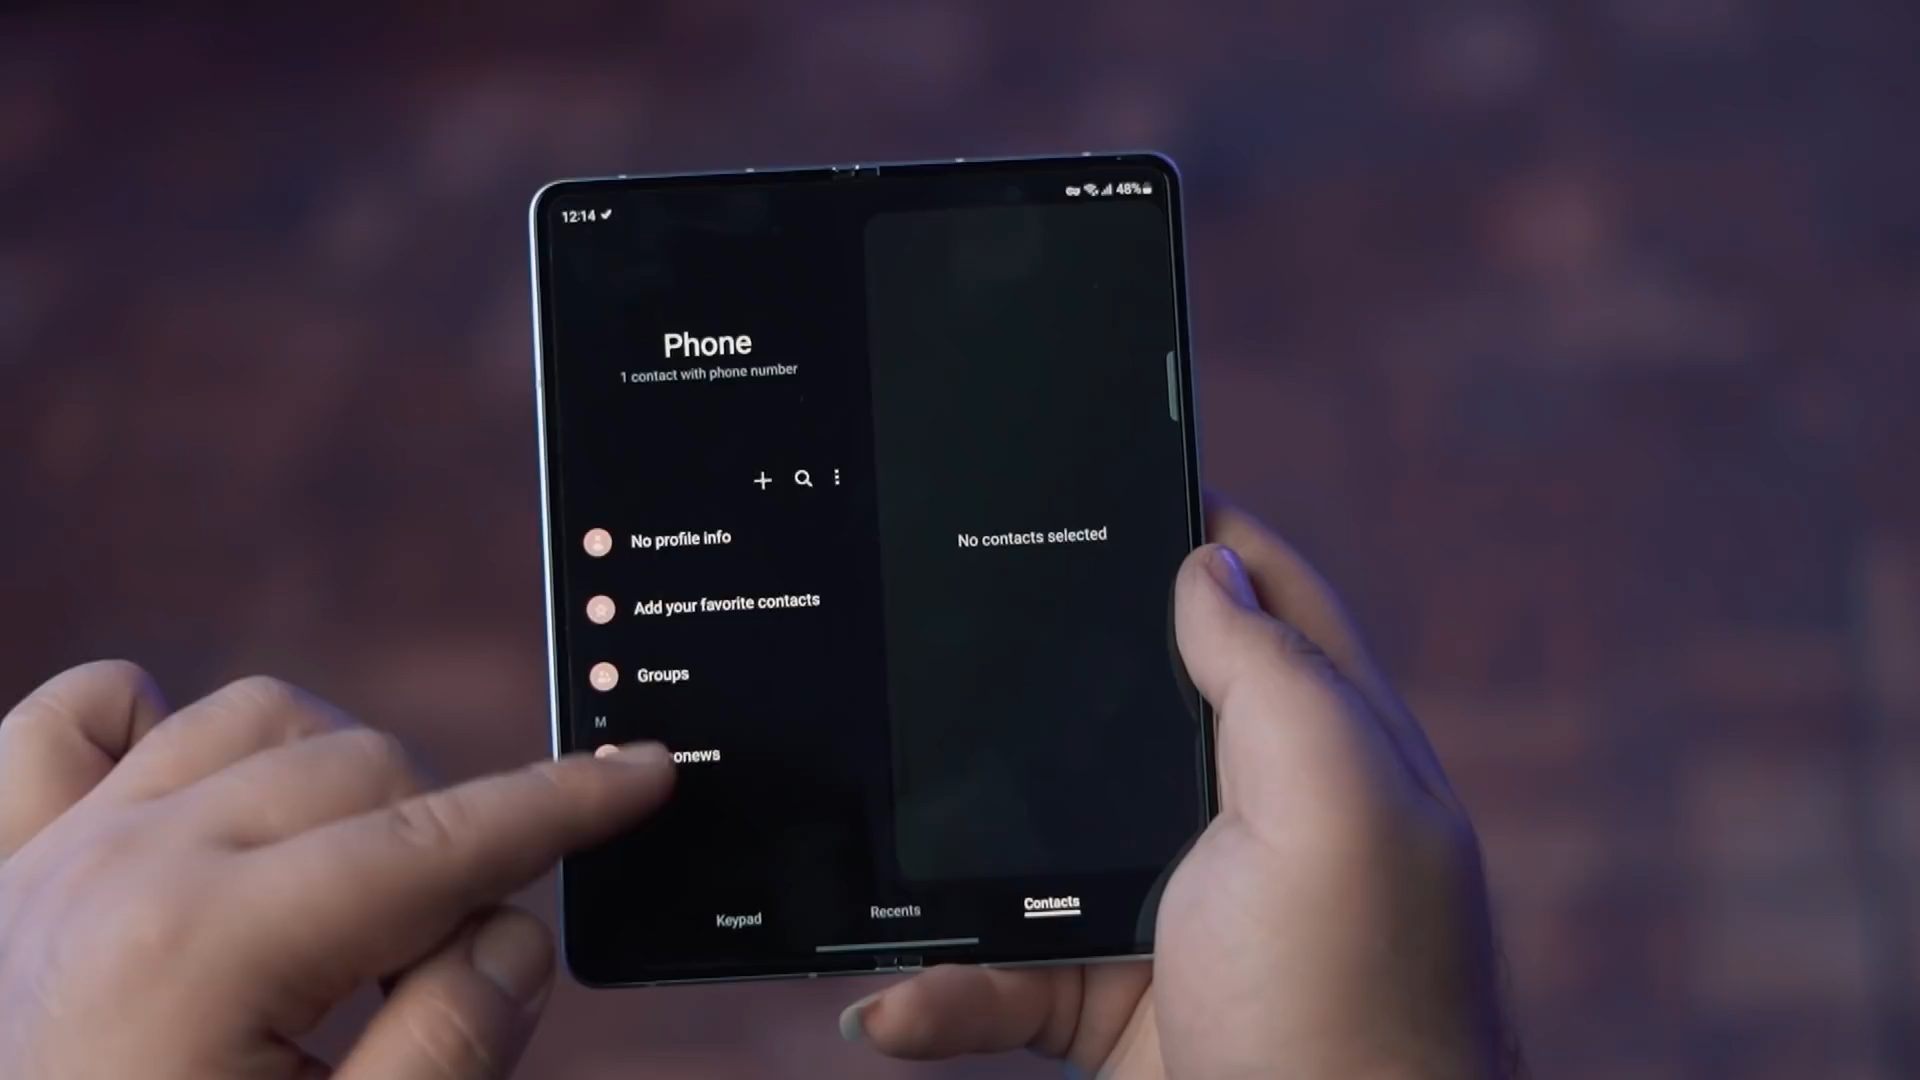 12:14
48%
Phone
1 contact with phone number
No profile info
Add your favorite contacts
Groups
M
No contacts selected
Keypad
Recents
Contacts